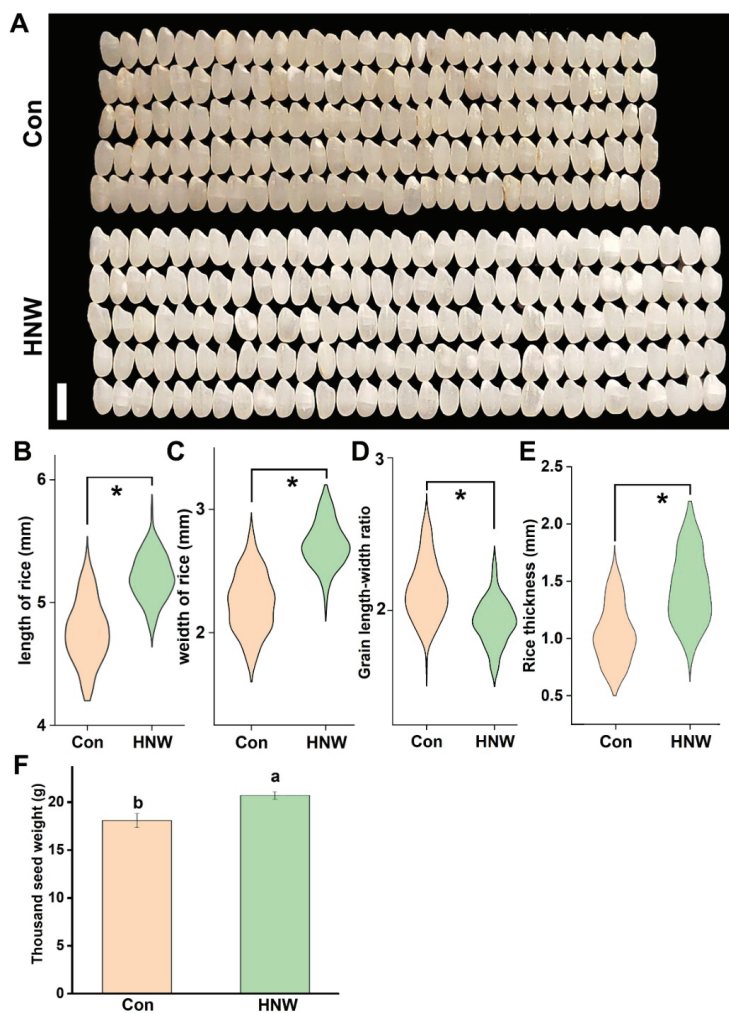 A
Con
HNW
B
length of rice (mm)
6
5
4
*
Con HNW
C
weidth of rice (mm)
3
2
*
Con HNW
D
Grain length-width ratio
3
2
*
Con HNW
E
Rice thickness (mm)
2.5
2.0
1.5
1.0
0.5
*
Con HNW
F
Thousand seed weight (g)
20
15
10
5
0
b
a
Con HNW